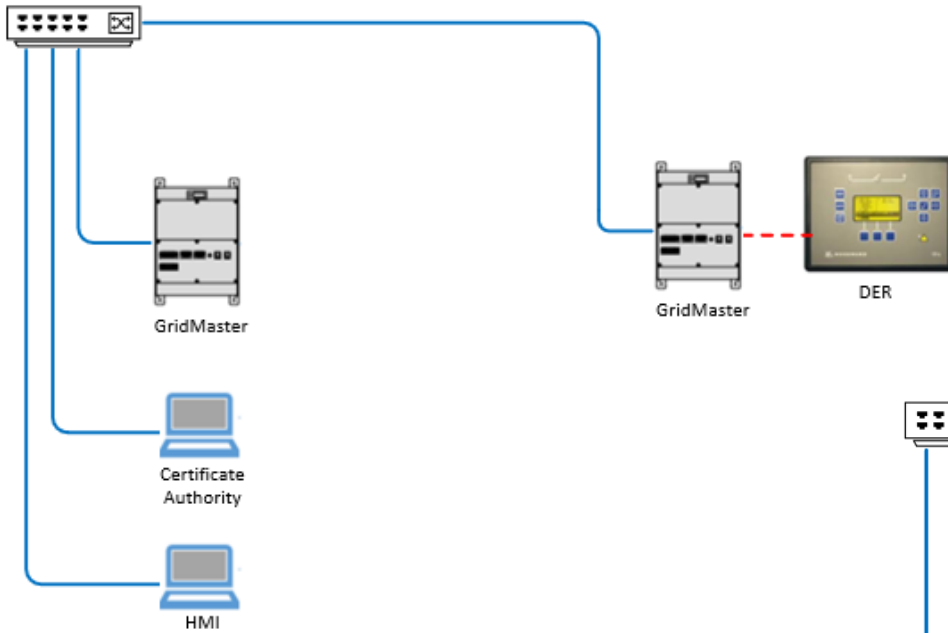 GridMaster
GridMaster
DER
Certificate
Authority
HMI